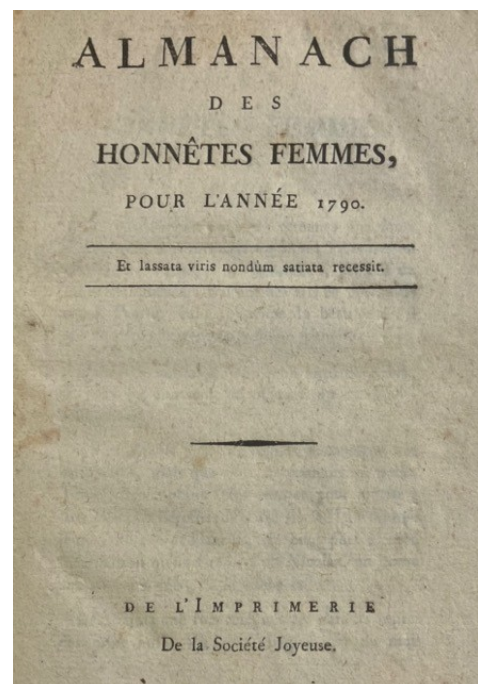 ALMANACH
DES
HONNÊTES FEMMES,
POUR L'ANNÉE 1790.
Et lassata viris nondùm satiata recessit.
DE L'IMPRIMERIE
De la Société Joyeuse.